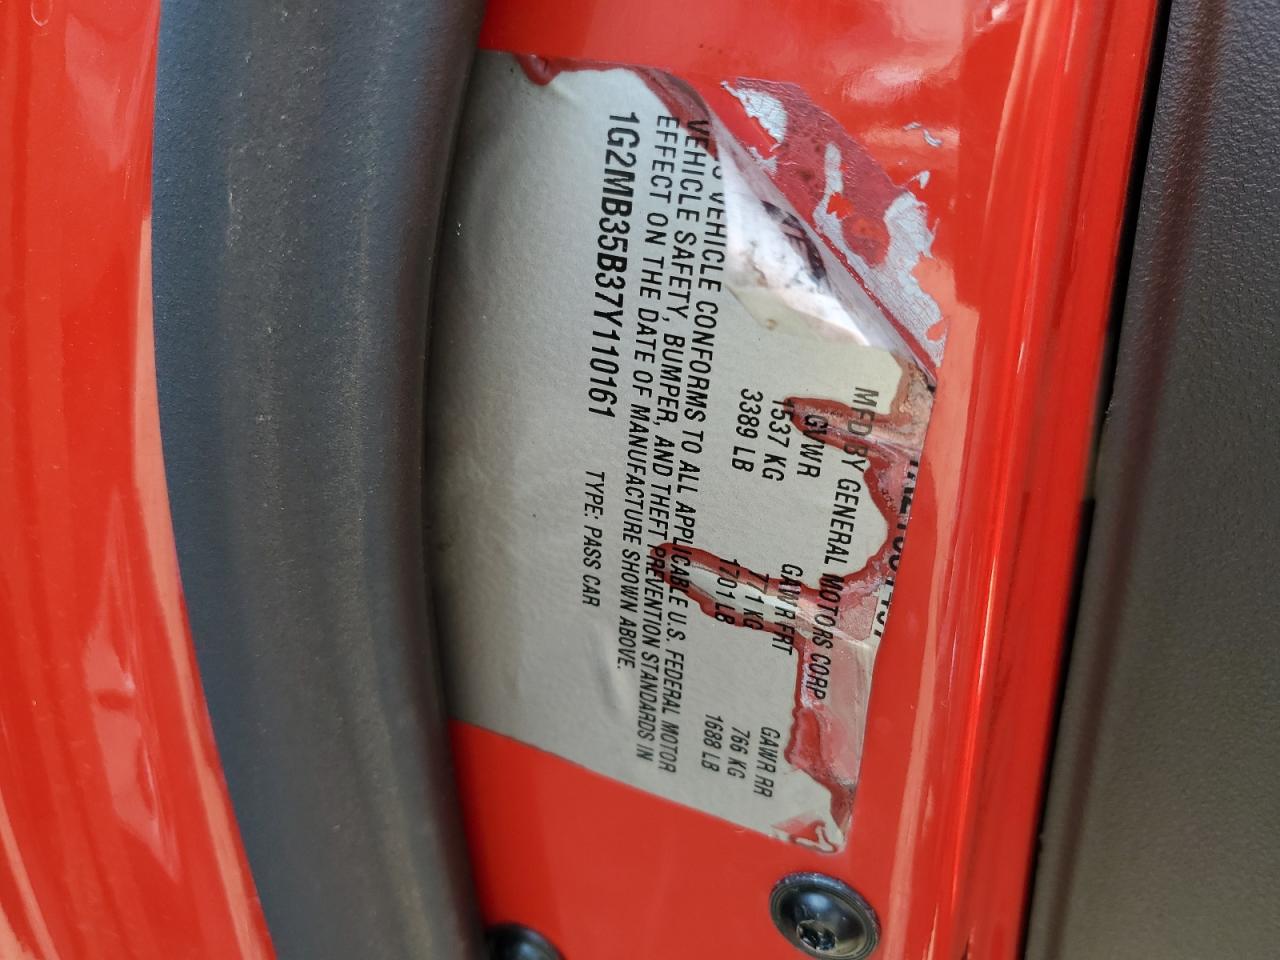 MFD BY GENERAL MOTORS CORP
GVWR GAWR FRT GAWR RR
1537 KG 771 KG 766 KG
3389 LB 1701 LB 1688 LB
VEHICLE CONFORMS TO ALL APPLICABLE U.S. FEDERAL MOTOR
VEHICLE SAFETY, BUMPER, AND THEFT PREVENTION STANDARDS IN
EFFECT ON THE DATE OF MANUFACTURE SHOWN ABOVE.
1G2MB35B37Y110161 TYPE: PASS CAR